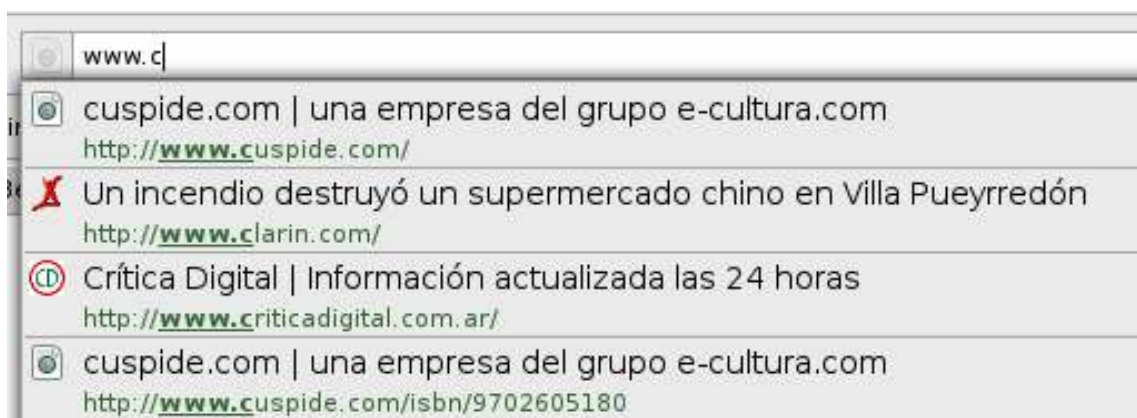 www.c
cuspide.com | una empresa del grupo e-cultura.com
http://www.cuspide.com/
Un incendio destruyó un supermercado chino en Villa Pueyrredón
http://www.clarin.com/
CD
Crítica Digital | Información actualizada las 24 horas
http://www.criticadigital.com.ar/
cuspide.com | una empresa del grupo e-cultura.com
http://www.cuspide.com/isbn/9702605180